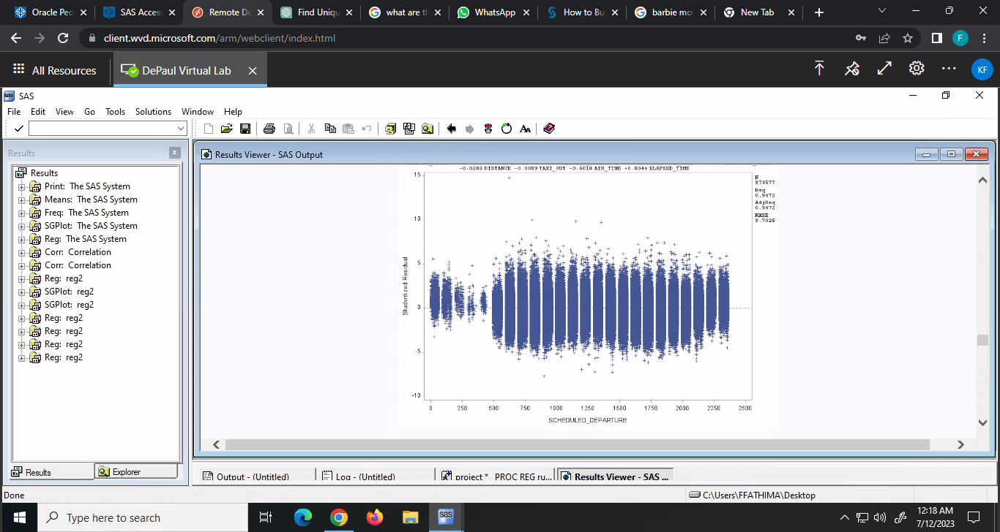 Oracle Peo
SAS Acces
Remote De
Find Uniqu
what are th
WhatsApp
How to Bu
barbie mov
New Tab
client.wvd.microsoft.com/arm/webclient/index.html
F
All Resources
DePaul Virtual Lab
KF
sas SAS
File Edit View Go Tools Solutions Window Help
Results
Results Viewer - SAS Output
Results
Print: The SAS System
Means: The SAS System
Freq: The SAS System
SGPlot: The SAS System
Reg: The SAS System
Corr: Correlation
Corr: Correlation
Reg: reg2
SGPlot: reg2
SGPlot: reg2
Reg: reg2
Reg: reg2
Reg: reg2
Reg: reg2
-0.0283 DISTANCE -0.0089 TAXI_OUT -0.6018 AIR_TIME +0.8044 ELAPSED_TIME
15
10
5
0
-5
-10
Studentized Residual
0 250 500 750 1000 1250 1500 1750 2000 2250 2500
SCHEDULED_DEPARTURE
N
973577
Rsq
0.9473
AdjRsq
0.9473
RMSE
9.7028
Results
Explorer
Output - (Untitled)
Log - (Untitled)
project * PROC REG ru...
Results Viewer - SAS ...
Done
C:\Users\FFATHIMA\Desktop
Type here to search
sas
12:18 AM
7/12/2023